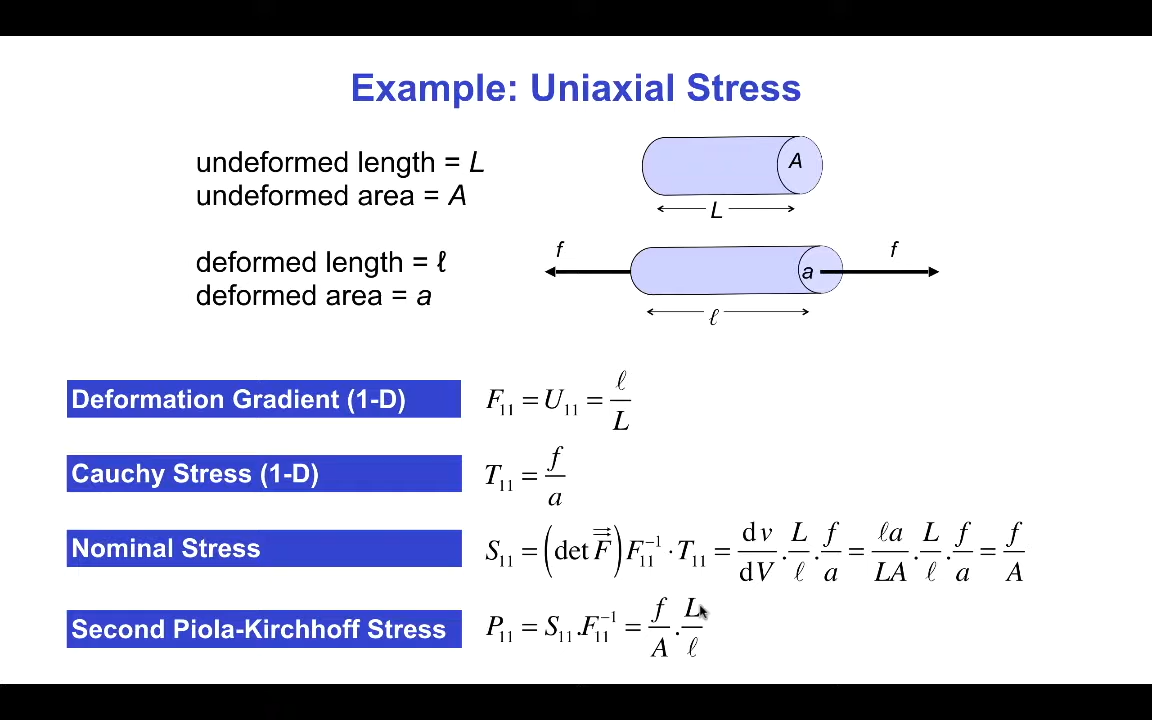 Example: Uniaxial Stress
undeformed length = L
undeformed area = A
A
L
deformed length = ℓ
deformed area = a
f
f
a
ℓ
Deformation Gradient (1-D)
F₁₁ = U₁₁ = ℓ/L
Cauchy Stress (1-D)
T₁₁ = f/a
Nominal Stress
S₁₁ = (det F⃗⃗) F₁₁⁻¹ · T₁₁ = dv/dV . L/ℓ . f/a = ℓa/LA . L/ℓ . f/a = f/A
Second Piola-Kirchhoff Stress
P₁₁ = S₁₁.F₁₁⁻¹ = f/A . L/ℓ